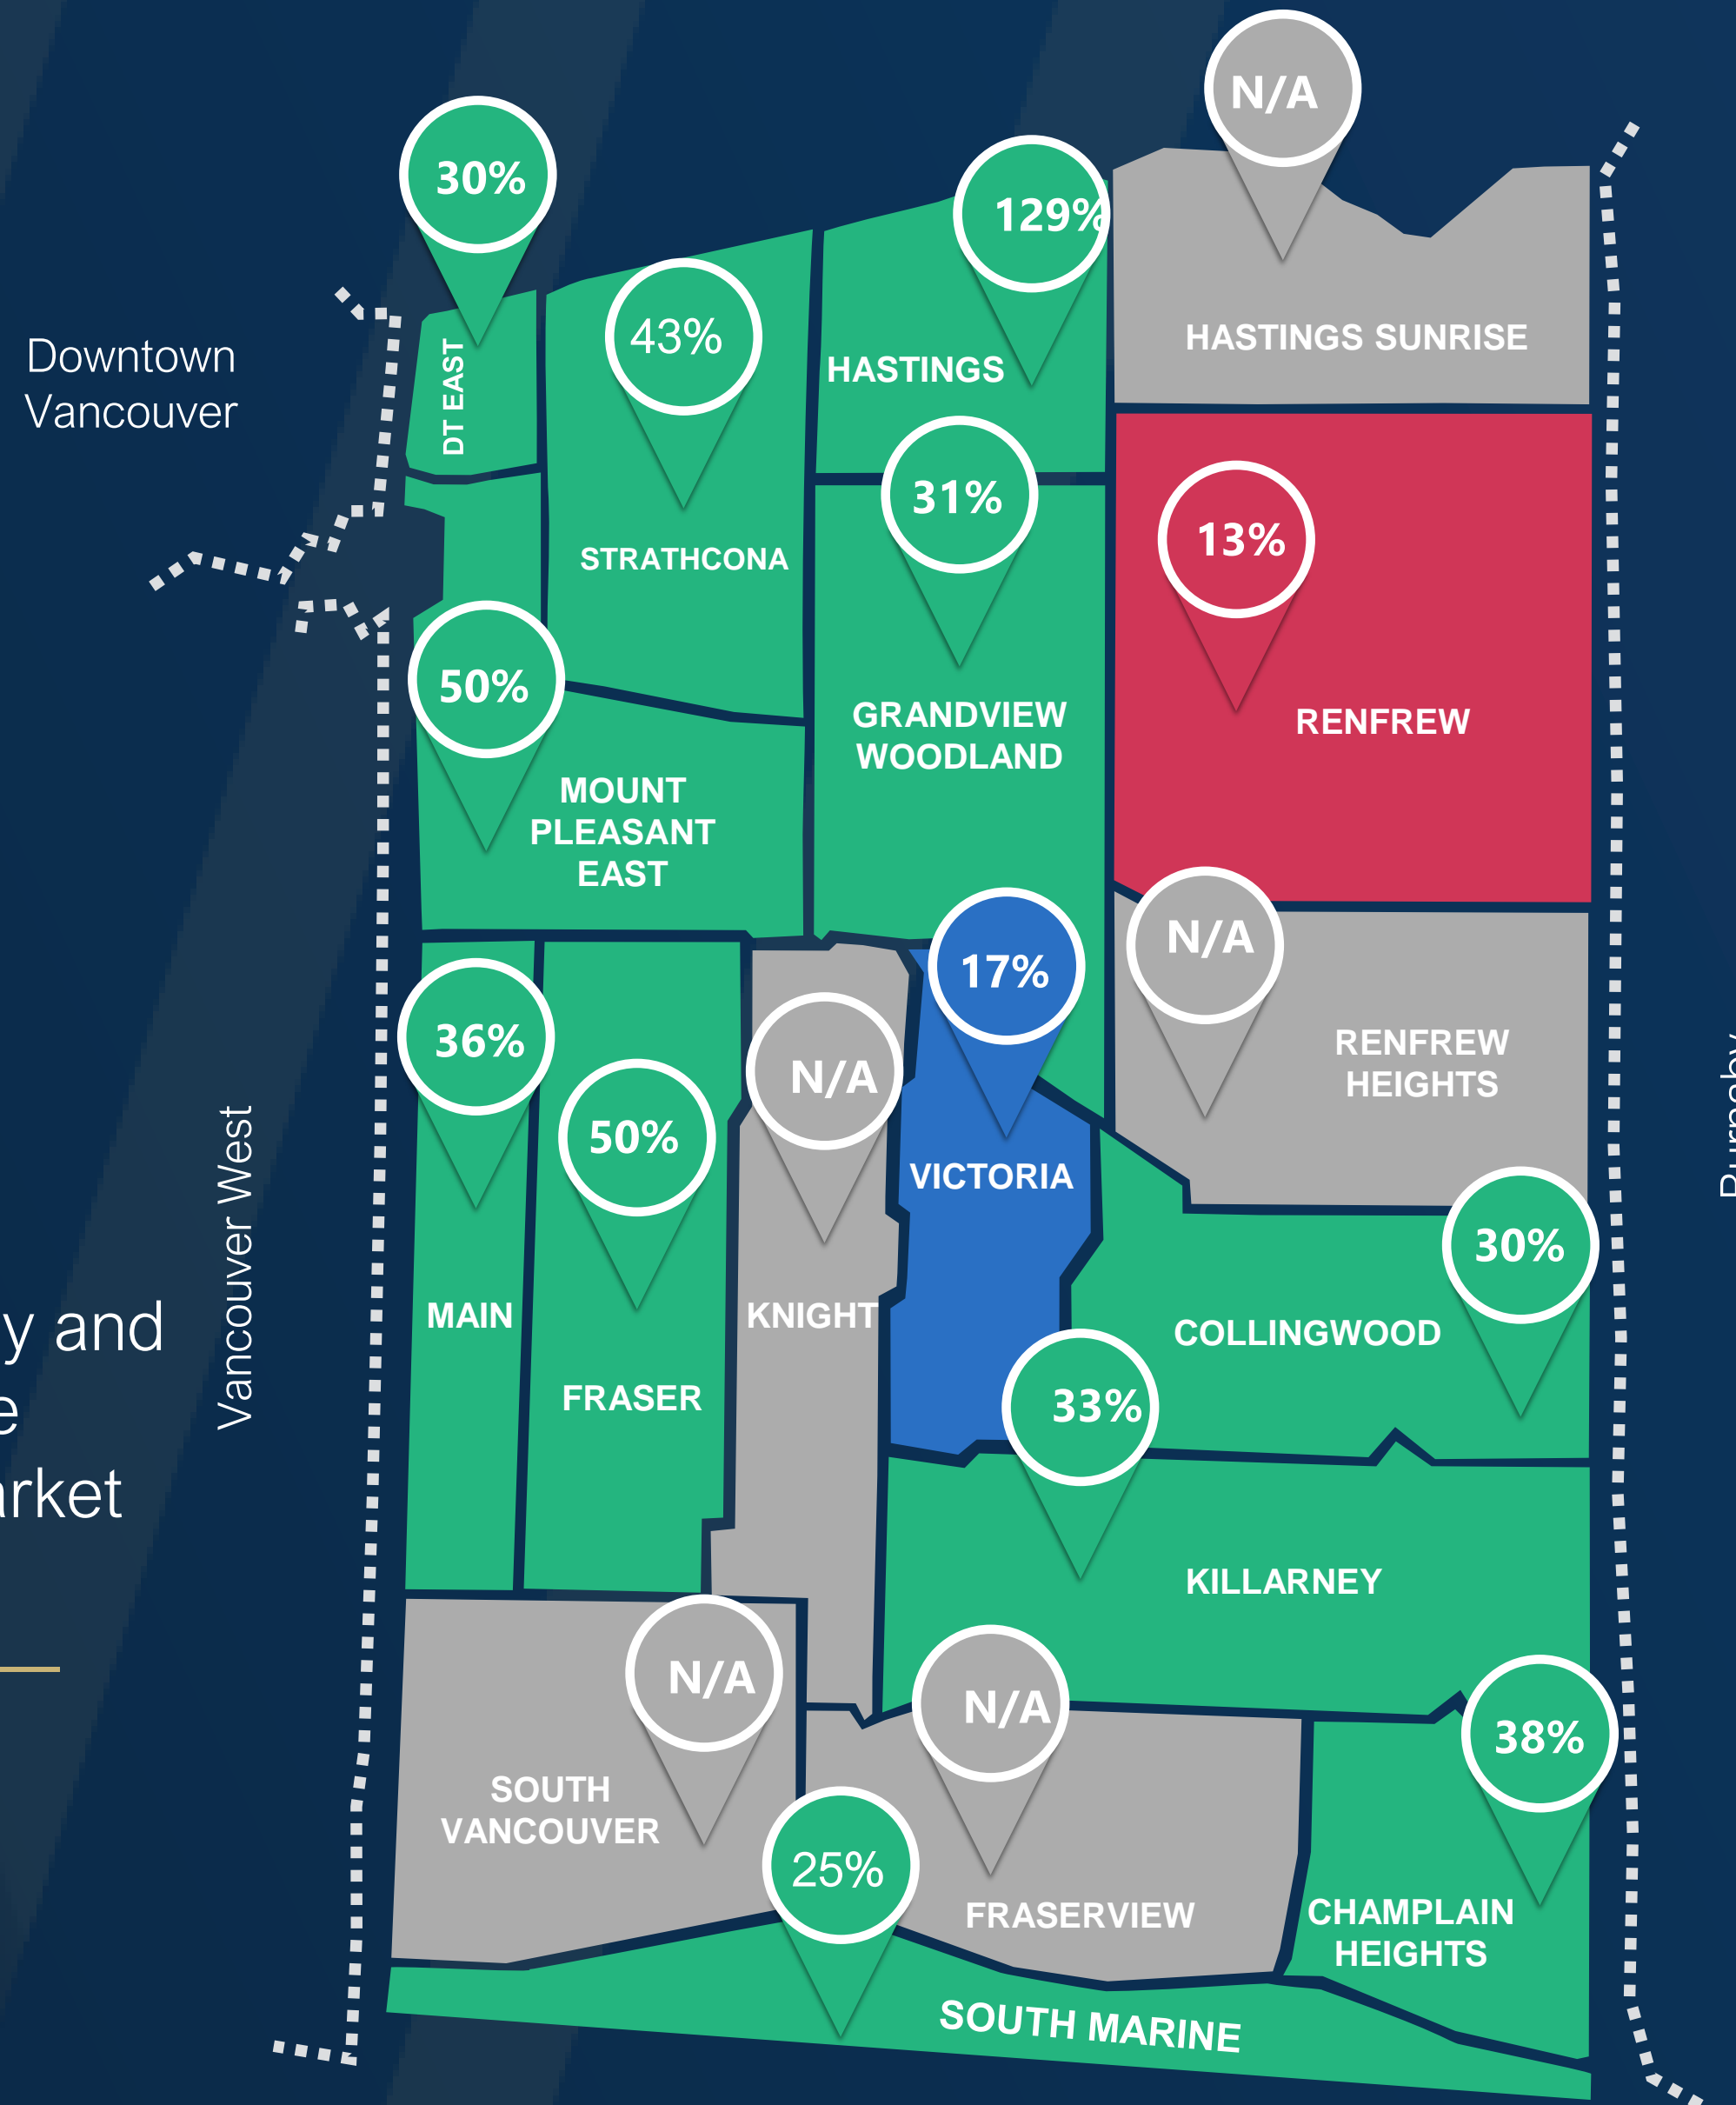 N/A
30%
129%
43%
HASTINGS SUNRISE
Downtown
Vancouver
DT EAST
HASTINGS
31%
13%
STRATHCONA
50%
GRANDVIEW
WOODLAND
RENFREW
MOUNT
PLEASANT
EAST
17%
N/A
36%
N/A
50%
RENFREW
HEIGHTS
VICTORIA
30%
Vancouver West
y and
MAIN
KNIGHT
COLLINGWOOD
FRASER
33%
e
arket
KILLARNEY
N/A
N/A
38%
SOUTH
VANCOUVER
25%
FRASERVIEW
CHAMPLAIN
HEIGHTS
SOUTH MARINE